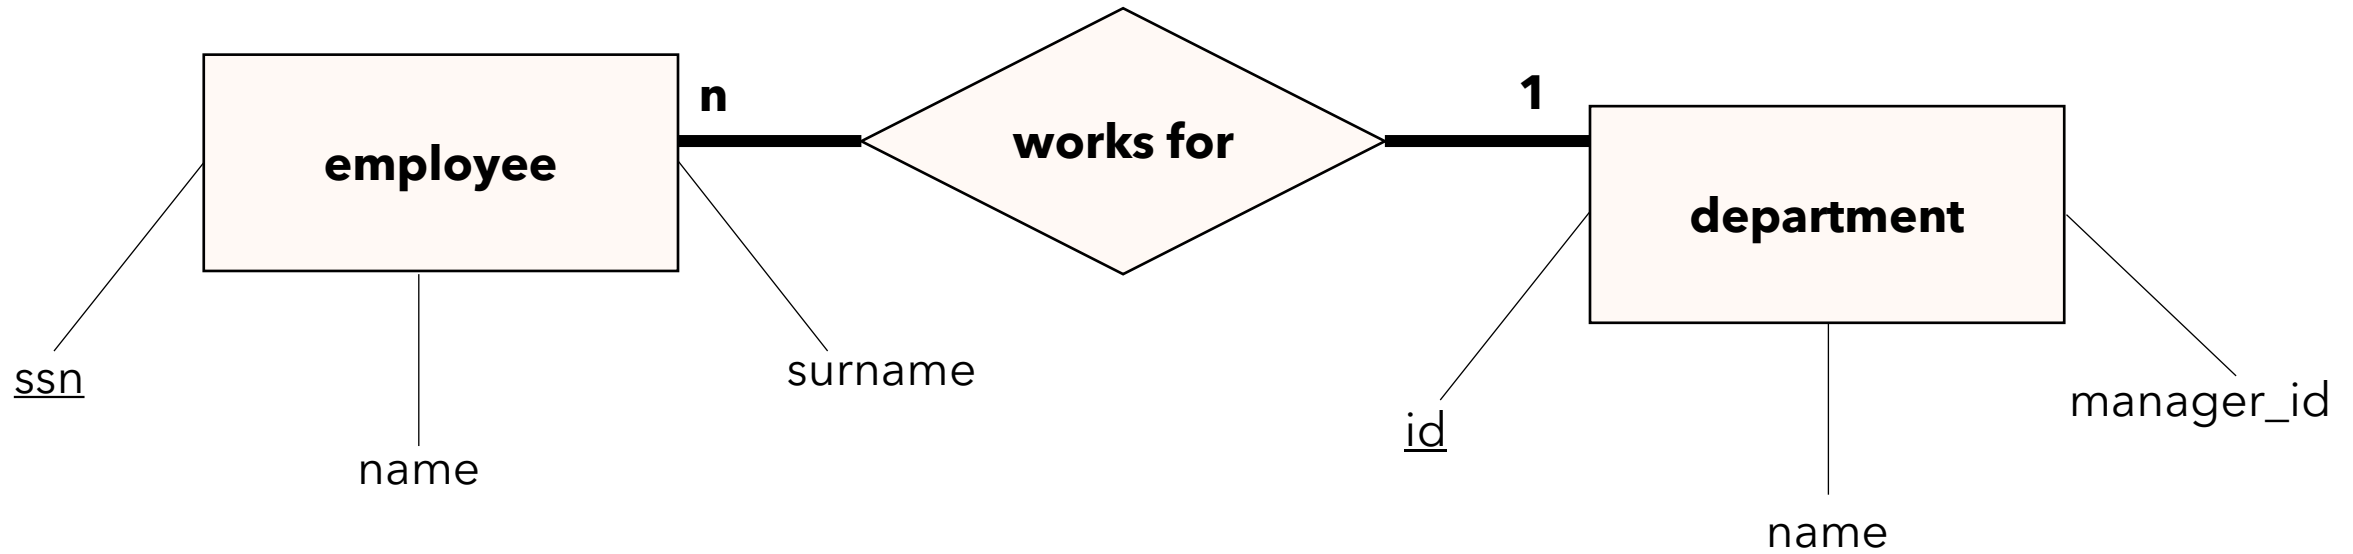 n
1
employee
works for
department
ssn
name
surname
id
name
manager_id